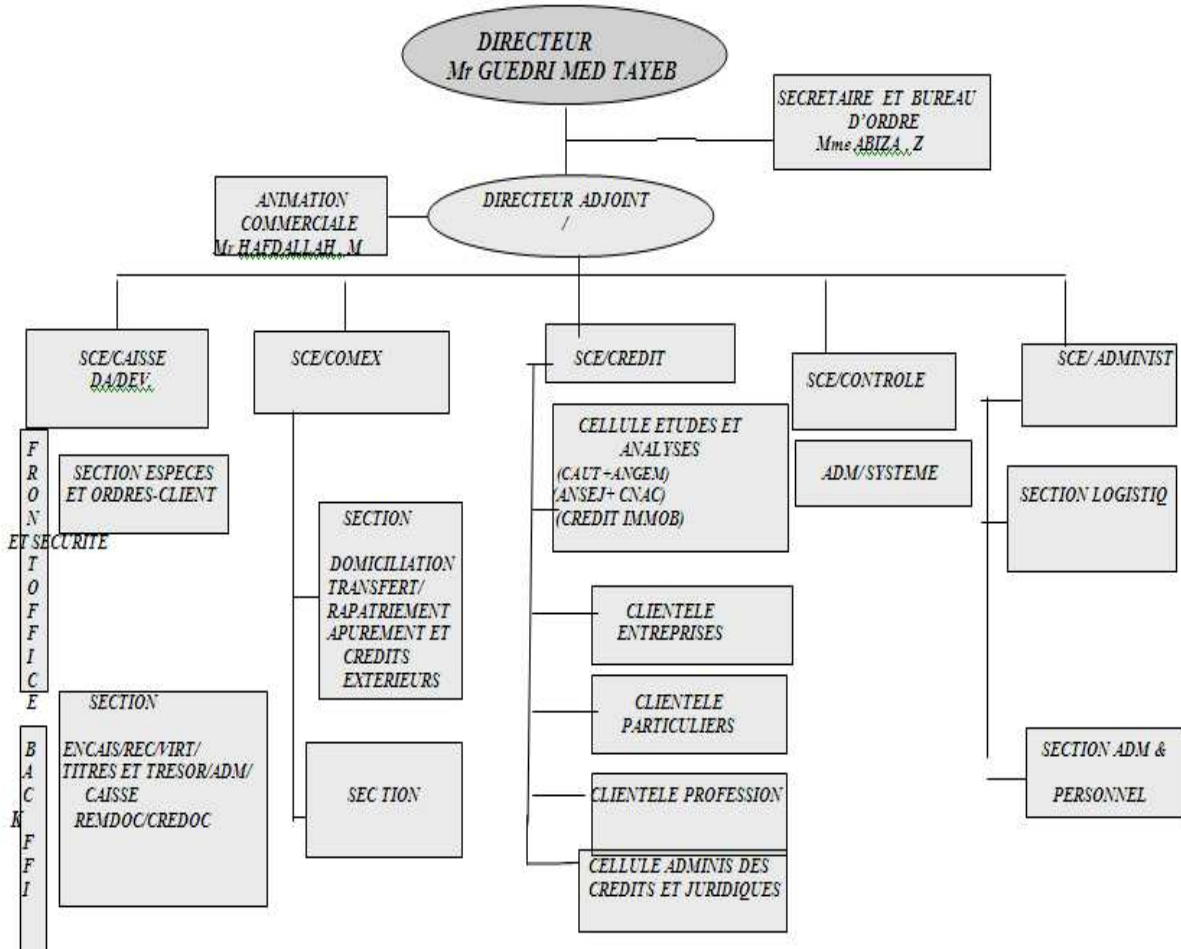 DIRECTEUR
Mr GUEDRI MED TAYEB
SECRETAIRE ET BUREAU
D'ORDRE
Mme ABIZA , Z
ANIMATION
COMMERCIALE
Mr HAFDALLAH , M
DIRECTEUR ADJOINT
/
SCE/CAISSE
DA/DEV.
SCE/COMEX
SCE/CREDIT
SCE/CONTROLE
SCE/ ADMINIST
F
R
O
N
T
O
F
F
I
C
E
SECTION ESPECES
ET ORDRES-CLIENT
ET SECURITE
B
A
C
K
F
F
I
SECTION
ENCAIS/REC/VIRT/
TITRES ET TRESOR/ADM/
CAISSE
REMDOC/CREDOC
SECTION
DOMICILIATION
TRANSFERT/
RAPATRIEMENT
APUREMENT ET
CREDITS
EXTERIEURS
SEC TION
CELLULE ETUDES ET
ANALYSES
(CAUT +ANGEM)
(ANSEJ+ CNAC)
(CREDIT IMMOB)
CLIENTELE
ENTREPRISES
CLIENTELE
PARTICULIERS
CLIENTELE PROFESSION
CELLULE ADMINIS DES
CREDITS ET JURIDIQUES
ADM/ SYSTEME
SECTION LOGISTIQ
SECTION ADM &
PERSONNEL